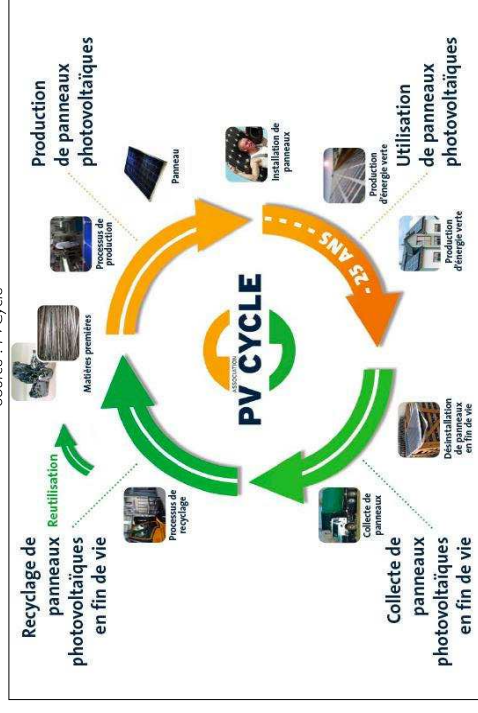 Source : PV Cycle
Recyclage de
panneaux
photovoltaïques
en fin de vie
Réutilisation
Matières premières
Processus de
production
Production
de panneaux
photovoltaïques
Panneau
Processus de
recyclage
ASSOCIATION
PV CYCLE
Installation de
panneaux
- 25 ANS -
Collecte de
panneaux
Désinstallation
de panneaux
en fin de vie
Production
d'énergie verte
Production
d'énergie verte
Collecte de
panneaux
photovoltaïques
en fin de vie
Utilisation
de panneaux
photovoltaïques